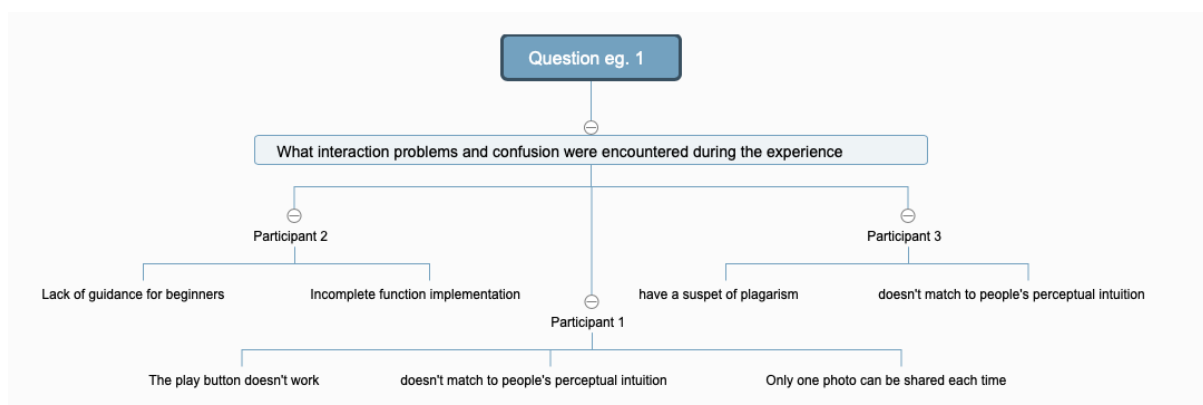 Question eg. 1
What interaction problems and confusion were encountered during the experience
Participant 2
Participant 3
Lack of guidance for beginners
Incomplete function implementation
have a suspet of plagarism
doesn't match to people's perceptual intuition
Participant 1
The play button doesn't work
doesn't match to people's perceptual intuition
Only one photo can be shared each time